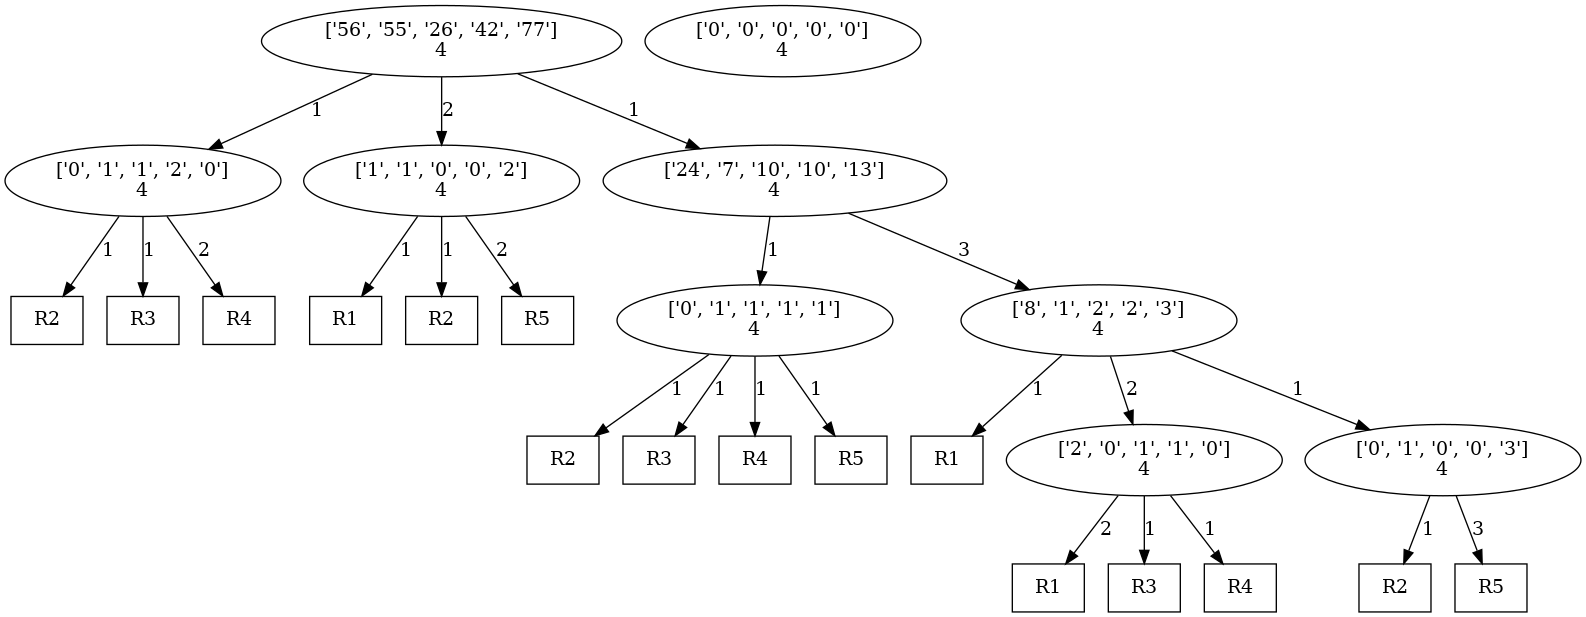 ['56', '55', '26', '42', '77']
4
['0', '0', '0', '0', '0']
4
1
2
1
['0', '1', '1', '2', '0']
4
['1', '1', '0', '0', '2']
4
['24', '7', '10', '10', '13']
4
1
1
2
1
1
2
1
3
R2
R3
R4
R1
R2
R5
['0', '1', '1', '1', '1']
4
['8', '1', '2', '2', '3']
4
1
1
1
1
1
2
1
R2
R3
R4
R5
R1
['2', '0', '1', '1', '0']
4
['0', '1', '0', '0', '3']
4
2
1
1
1
3
R1
R3
R4
R2
R5